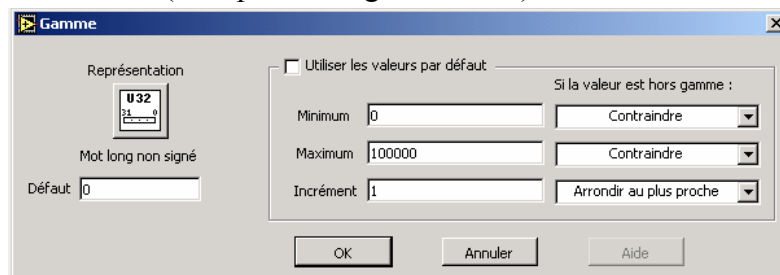 Gamme
Représentation
U32
31 0
Mot long non signé
Défaut 0
Utiliser les valeurs par défaut
Si la valeur est hors gamme :
Minimum 0 Contraindre
Maximum 100000 Contraindre
Incrément 1 Arrondir au plus proche
OK Annuler Aide